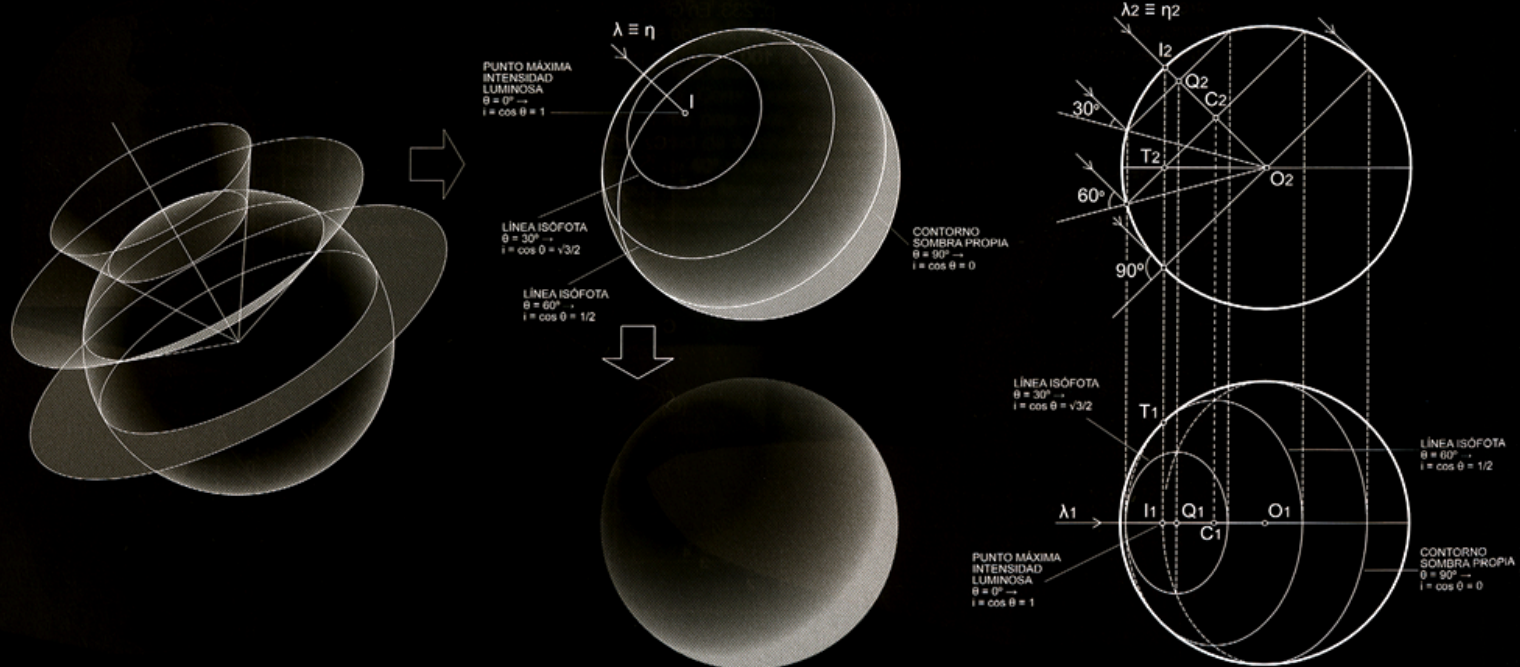 λ ≡ η
PUNTO MÁXIMA
INTENSIDAD
LUMINOSA
θ = 0º →
i = cos θ = 1
I
LÍNEA ISÓFOTA
θ = 30º →
i = cos θ = √3/2
LÍNEA ISÓFOTA
θ = 60º →
i = cos θ = 1/2
CONTORNO
SOMBRA PROPIA
θ = 90º →
i = cos θ = 0
λ2 ≡ η2
I2
Q2
C2
30º
T2
O2
60º
90º
LÍNEA ISÓFOTA
θ = 30º →
i = cos θ = √3/2
T1
LÍNEA ISÓFOTA
θ = 60º →
i = cos θ = 1/2
λ1
I1
Q1
C1
O1
PUNTO MÁXIMA
INTENSIDAD
LUMINOSA
θ = 0º →
i = cos θ = 1
CONTORNO
SOMBRA PROPIA
θ = 90º →
i = cos θ = 0